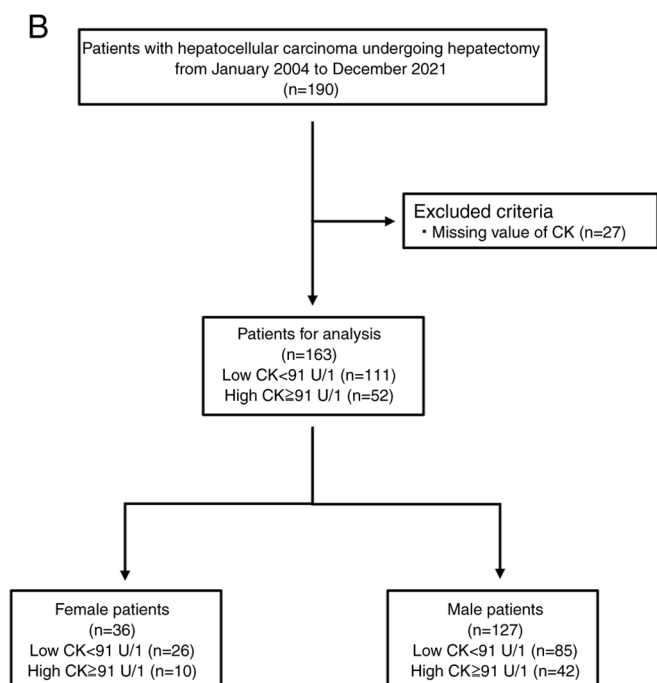 B
Patients with hepatocellular carcinoma undergoing hepatectomy
from January 2004 to December 2021
(n=190)
Excluded criteria
・Missing value of CK (n=27)
Patients for analysis
(n=163)
Low CK<91 U/1 (n=111)
High CK≧91 U/1 (n=52)
Female patients
(n=36)
Low CK<91 U/1 (n=26)
High CK≧91 U/1 (n=10)
Male patients
(n=127)
Low CK<91 U/1 (n=85)
High CK≧91 U/1 (n=42)